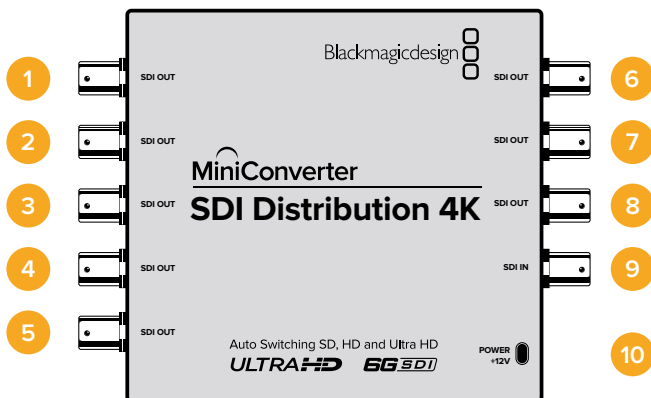 Blackmagicdesign
1
SDI OUT
SDI OUT
6
2
SDI OUT
SDI OUT
7
MiniConverter
3
SDI OUT
SDI Distribution 4K
SDI OUT
8
4
SDI OUT
SDI IN
9
5
SDI OUT
Auto Switching SD, HD and Ultra HD
ULTRAHD 6G SDI
POWER
+12V
10